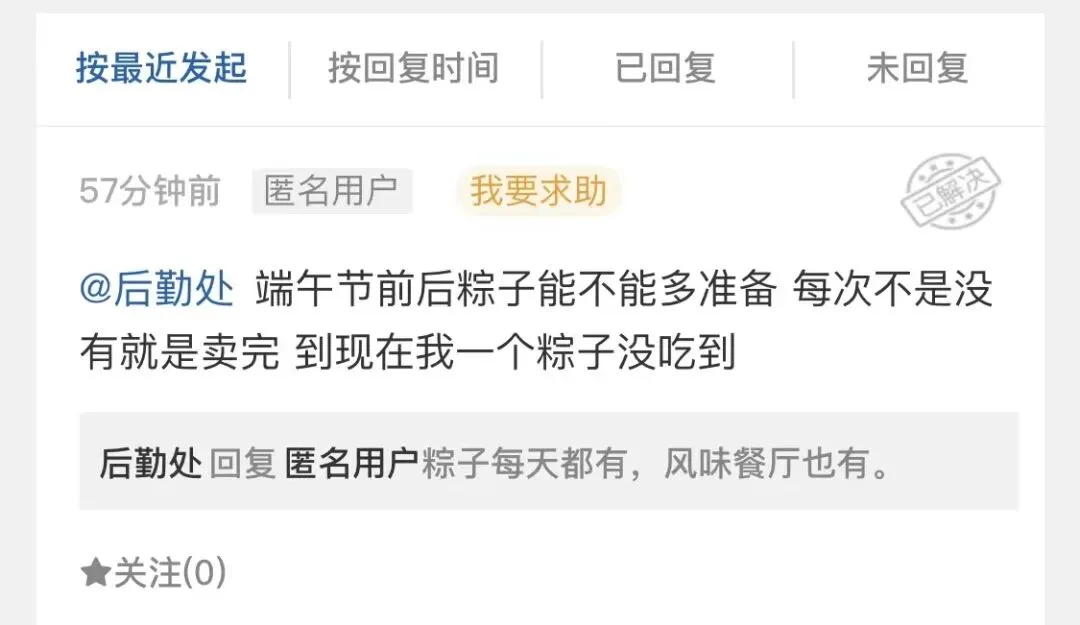 按最近发起 按回复时间 已回复 未回复
57分钟前 匿名用户 我要求助 已解决
@后勤处 端午节前后粽子能不能多准备 每次不是没
有就是卖完 到现在我一个粽子没吃到
后勤处回复匿名用户粽子每天都有，风味餐厅也有。
★关注(0)